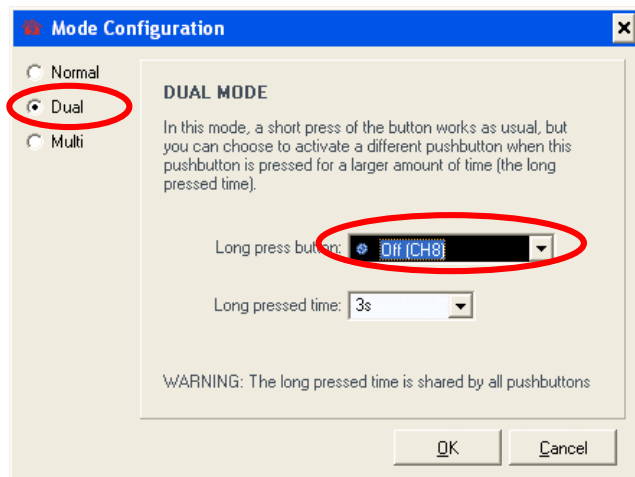 Mode Configuration
Normal
Dual
Multi
DUAL MODE
In this mode, a short press of the button works as usual, but
you can choose to activate a different pushbutton when this
pushbutton is pressed for a larger amount of time (the long
pressed time).
Long press button: Off (CH8)
Long pressed time: 3s
WARNING: The long pressed time is shared by all pushbuttons
OK Cancel